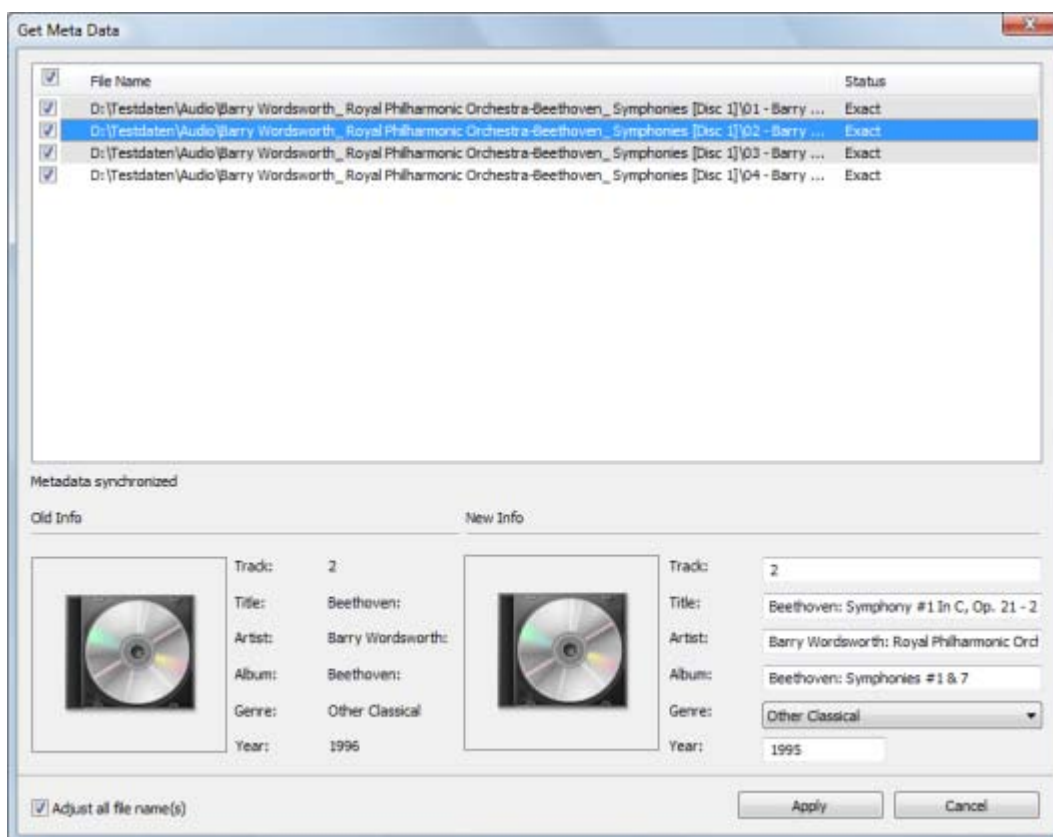 Get Meta Data
File Name Status
D:\Testdaten\Audio\Barry Wordsworth_ Royal Philharmonic Orchestra-Beethoven_ Symphonies [Disc 1]\01 - Barry ... Exact
D:\Testdaten\Audio\Barry Wordsworth_ Royal Philharmonic Orchestra-Beethoven_ Symphonies [Disc 1]\02 - Barry ... Exact
D:\Testdaten\Audio\Barry Wordsworth_ Royal Philharmonic Orchestra-Beethoven_ Symphonies [Disc 1]\03 - Barry ... Exact
D:\Testdaten\Audio\Barry Wordsworth_ Royal Philharmonic Orchestra-Beethoven_ Symphonies [Disc 1]\04 - Barry ... Exact
Metadata synchronized
Old Info New Info
Track: 2 Track: 2
Title: Beethoven: Title: Beethoven: Symphony #1 In C, Op. 21 - 2
Artist: Barry Wordsworth: Artist: Barry Wordsworth: Royal Philharmonic Orch
Album: Beethoven: Album: Beethoven: Symphonies #1 & 7
Genre: Other Classical Genre: Other Classical
Year: 1996 Year: 1995
Adjust all file name(s) Apply Cancel